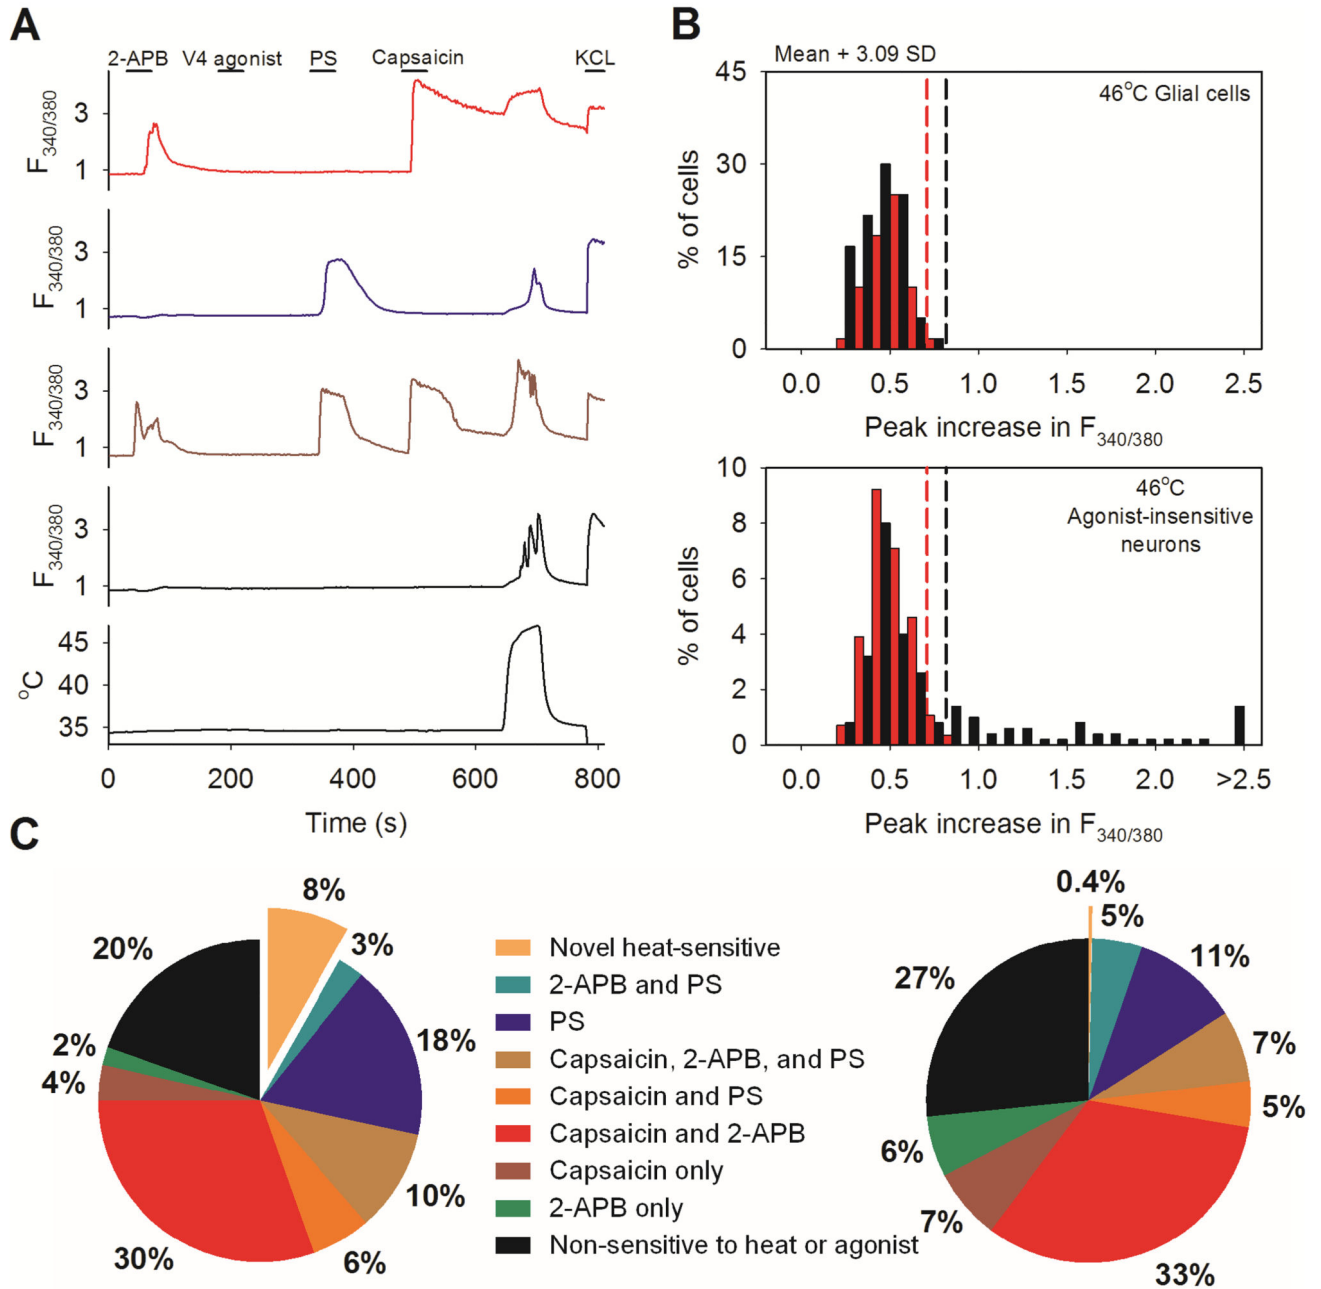 A
2-APB V4 agonist PS Capsaicin KCL
F340/380
3
1
F340/380
3
1
F340/380
3
1
F340/380
3
1
°C
45
40
35
0 200 400 600 800
Time (s)
B
Mean + 3.09 SD
46°C Glial cells
% of cells
45
30
15
0
0.0 0.5 1.0 1.5 2.0 2.5
Peak increase in F340/380
46°C
Agonist-insensitive
neurons
% of cells
10
8
6
4
2
0
0.0 0.5 1.0 1.5 2.0 >2.5
Peak increase in F340/380
C
8%
3%
18%
10%
6%
30%
4%
2%
20%
Novel heat-sensitive
2-APB and PS
PS
Capsaicin, 2-APB, and PS
Capsaicin and PS
Capsaicin and 2-APB
Capsaicin only
2-APB only
Non-sensitive to heat or agonist
0.4%
5%
11%
7%
5%
33%
7%
6%
27%